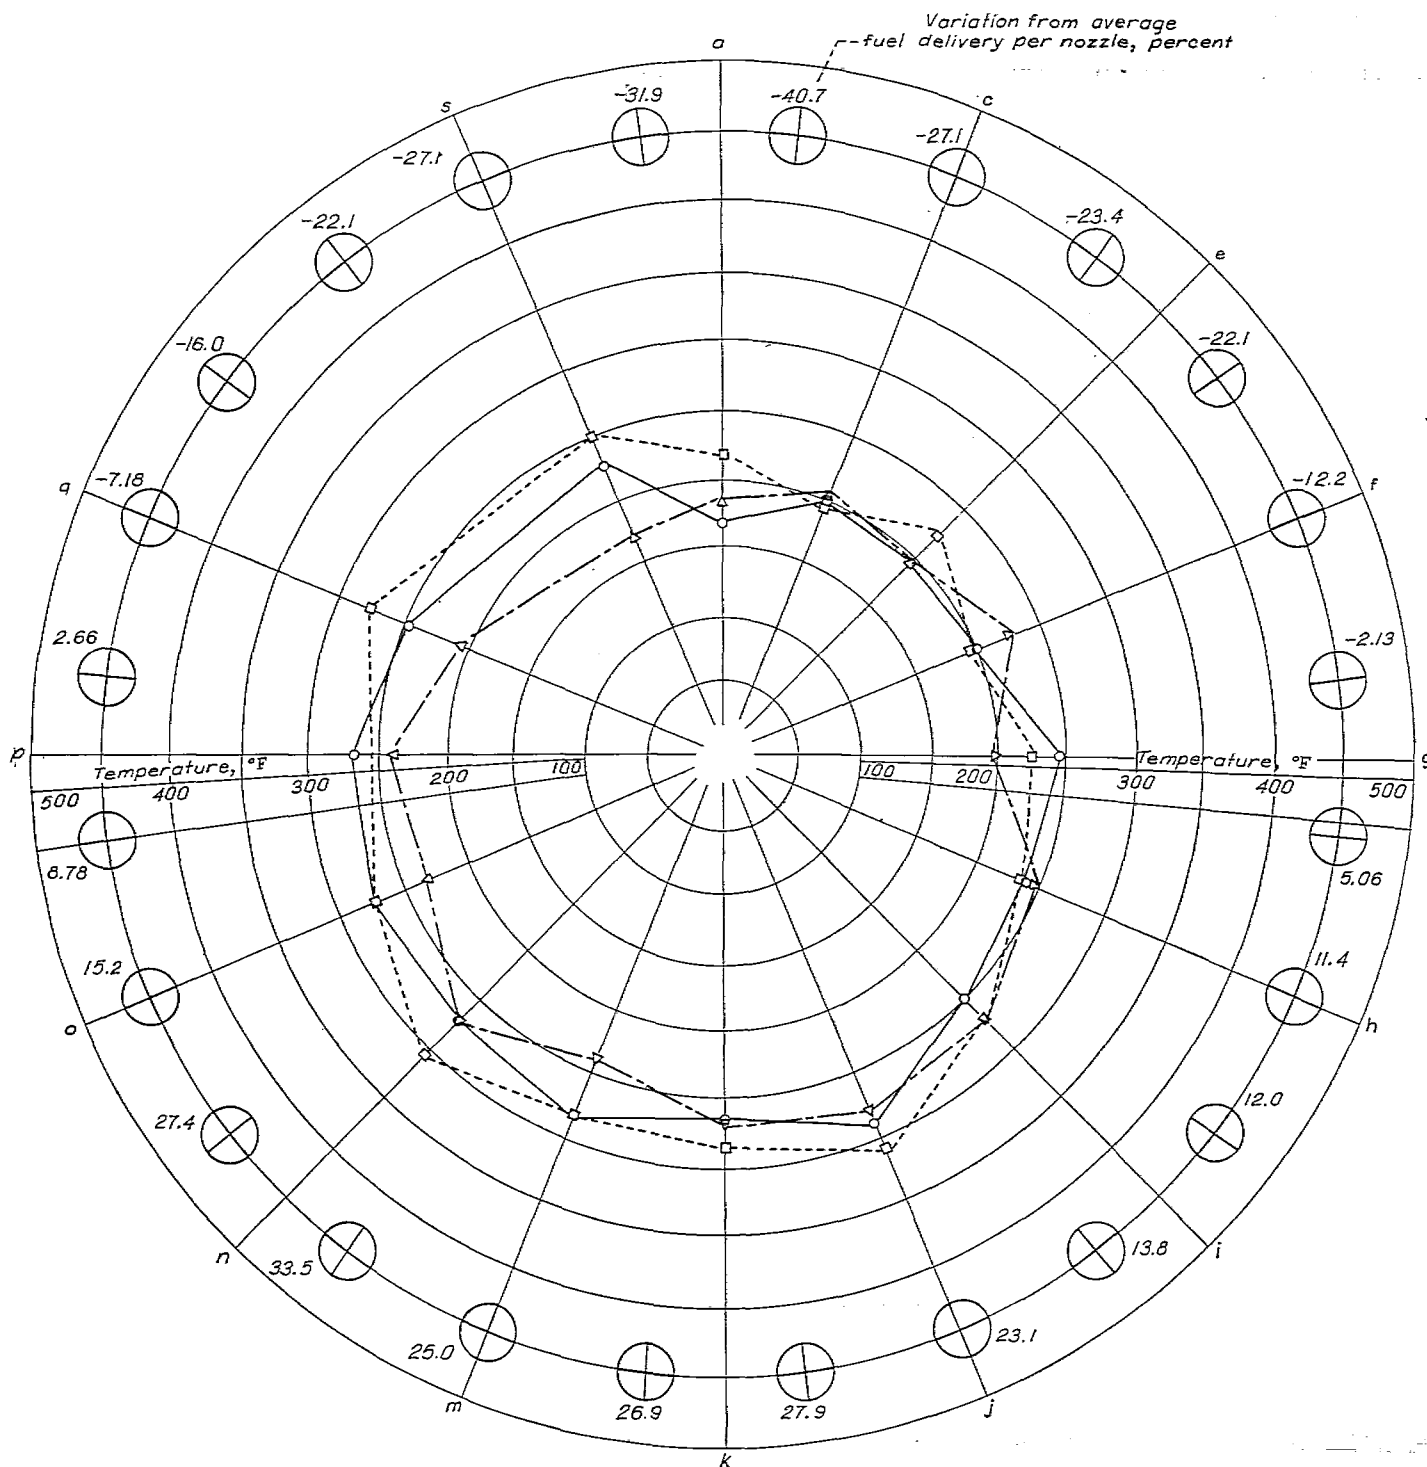 Variation from average
fuel delivery per nozzle, percent
a
s
c
-31.9
-40.7
-27.1
-27.1
-22.1
-23.4
e
-16.0
-22.1
q
-7.18
-12.2
f
2.66
-2.13
p
Temperature, °F
500
400
300
200
100
100
200
300
400
500
Temperature, °F
g
8.78
5.06
15.2
11.4
o
h
27.4
12.0
n
33.5
13.8
i
25.0
23.1
m
26.9
27.9
j
k